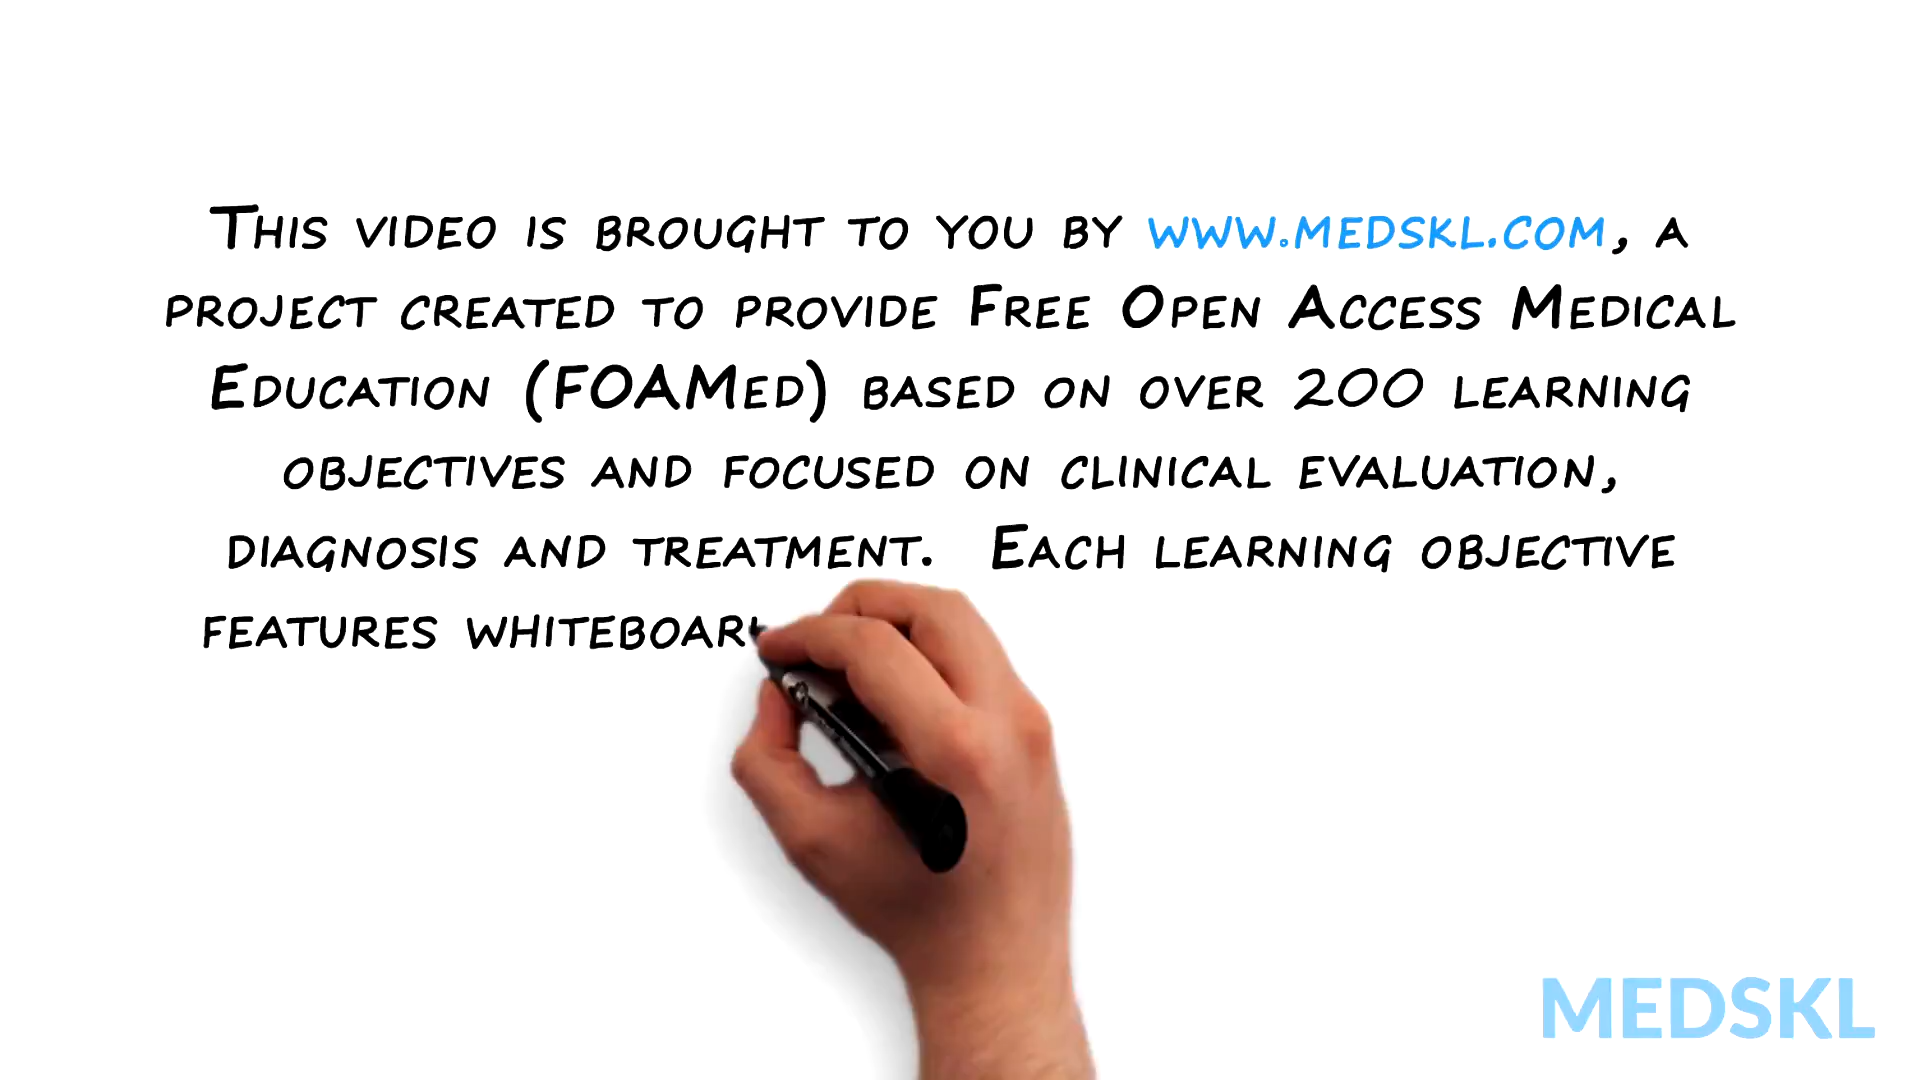 This video is brought to you by www.medskl.com, a
project created to provide Free Open Access Medical
Education (FOAMed) based on over 200 learning
objectives and focused on clinical evaluation,
diagnosis and treatment. Each learning objective
features
MEDSKL